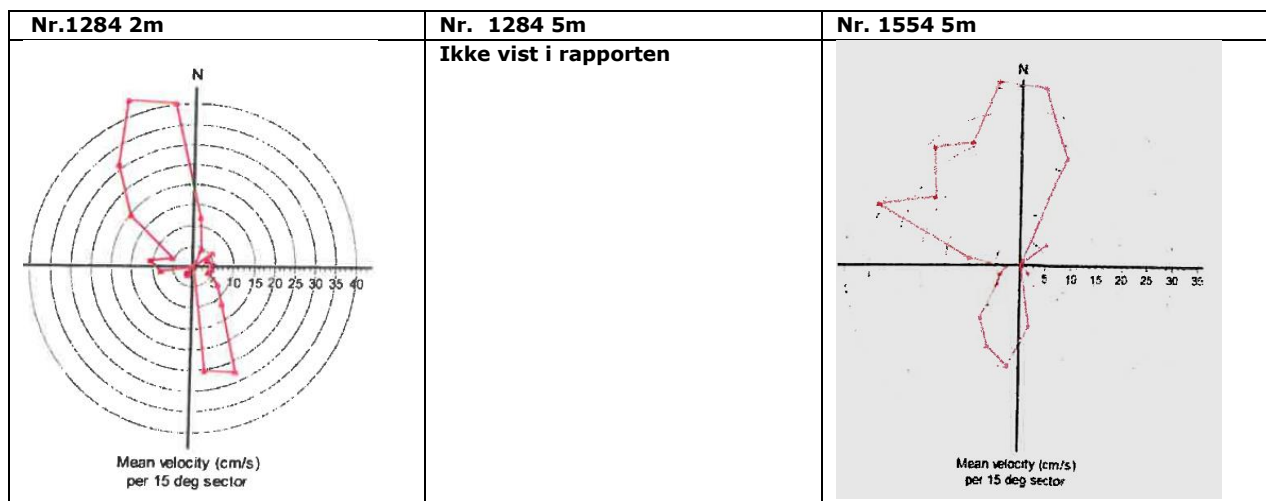 Nr.1284 2m
Nr. 1284 5m
Nr. 1554 5m
Ikke vist i rapporten
N
10 15 20 25 30 35 40
Mean velocity (cm/s)
per 15 deg sector
N
5 10 15 20 25 30 35
Mean velocity (cm/s)
per 15 deg sector